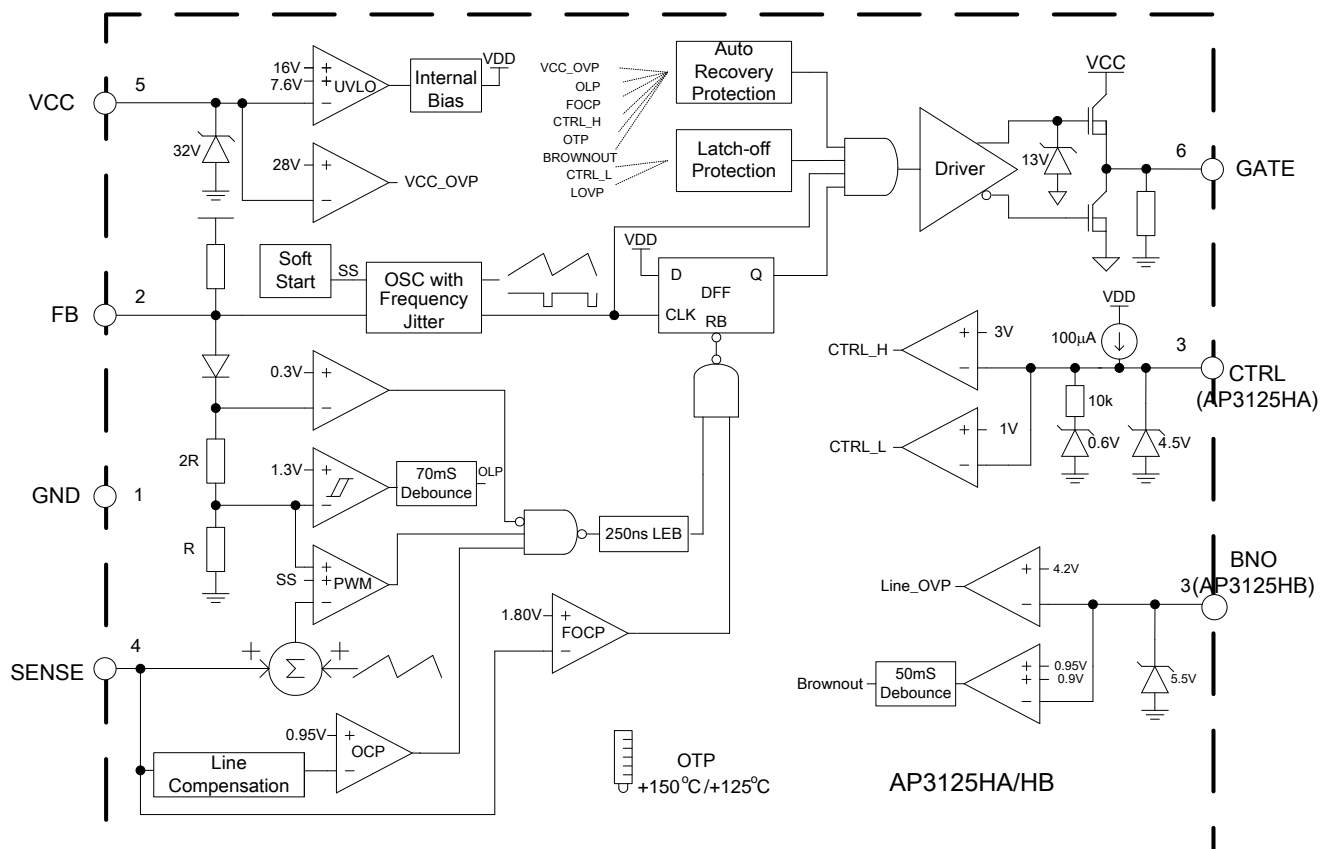 VCC
5
16V
7.6V
+
+
−
UVLO
Internal
Bias
VDD
32V
28V
+
−
VCC_OVP
VCC_OVP
OLP
FOCP
CTRL_H
OTP
BROWNOUT
CTRL_L
LOVP
Auto
Recovery
Protection
Latch-off
Protection
Driver
VCC
13V
6
GATE
FB
2
Soft
Start
SS
OSC with
Frequency
Jitter
VDD
D
Q
DFF
CLK
RB
0.3V
+
−
2R
GND
1
1.3V
+
−
70mS
Debounce
OLP
R
SS
+
+
−
PWM
250ns LEB
SENSE
4
+
Σ
+
1.80V
+
−
FOCP
0.95V
+
−
OCP
Line
Compensation
OTP
+150°C/+125°C
VDD
100µA
3
CTRL
(AP3125HA)
CTRL_H
+
−
3V
10k
0.6V
4.5V
CTRL_L
+
−
1V
BNO
3(AP3125HB)
Line_OVP
+
−
4.2V
Brownout
50mS
Debounce
+
+
−
0.95V
0.9V
5.5V
AP3125HA/HB